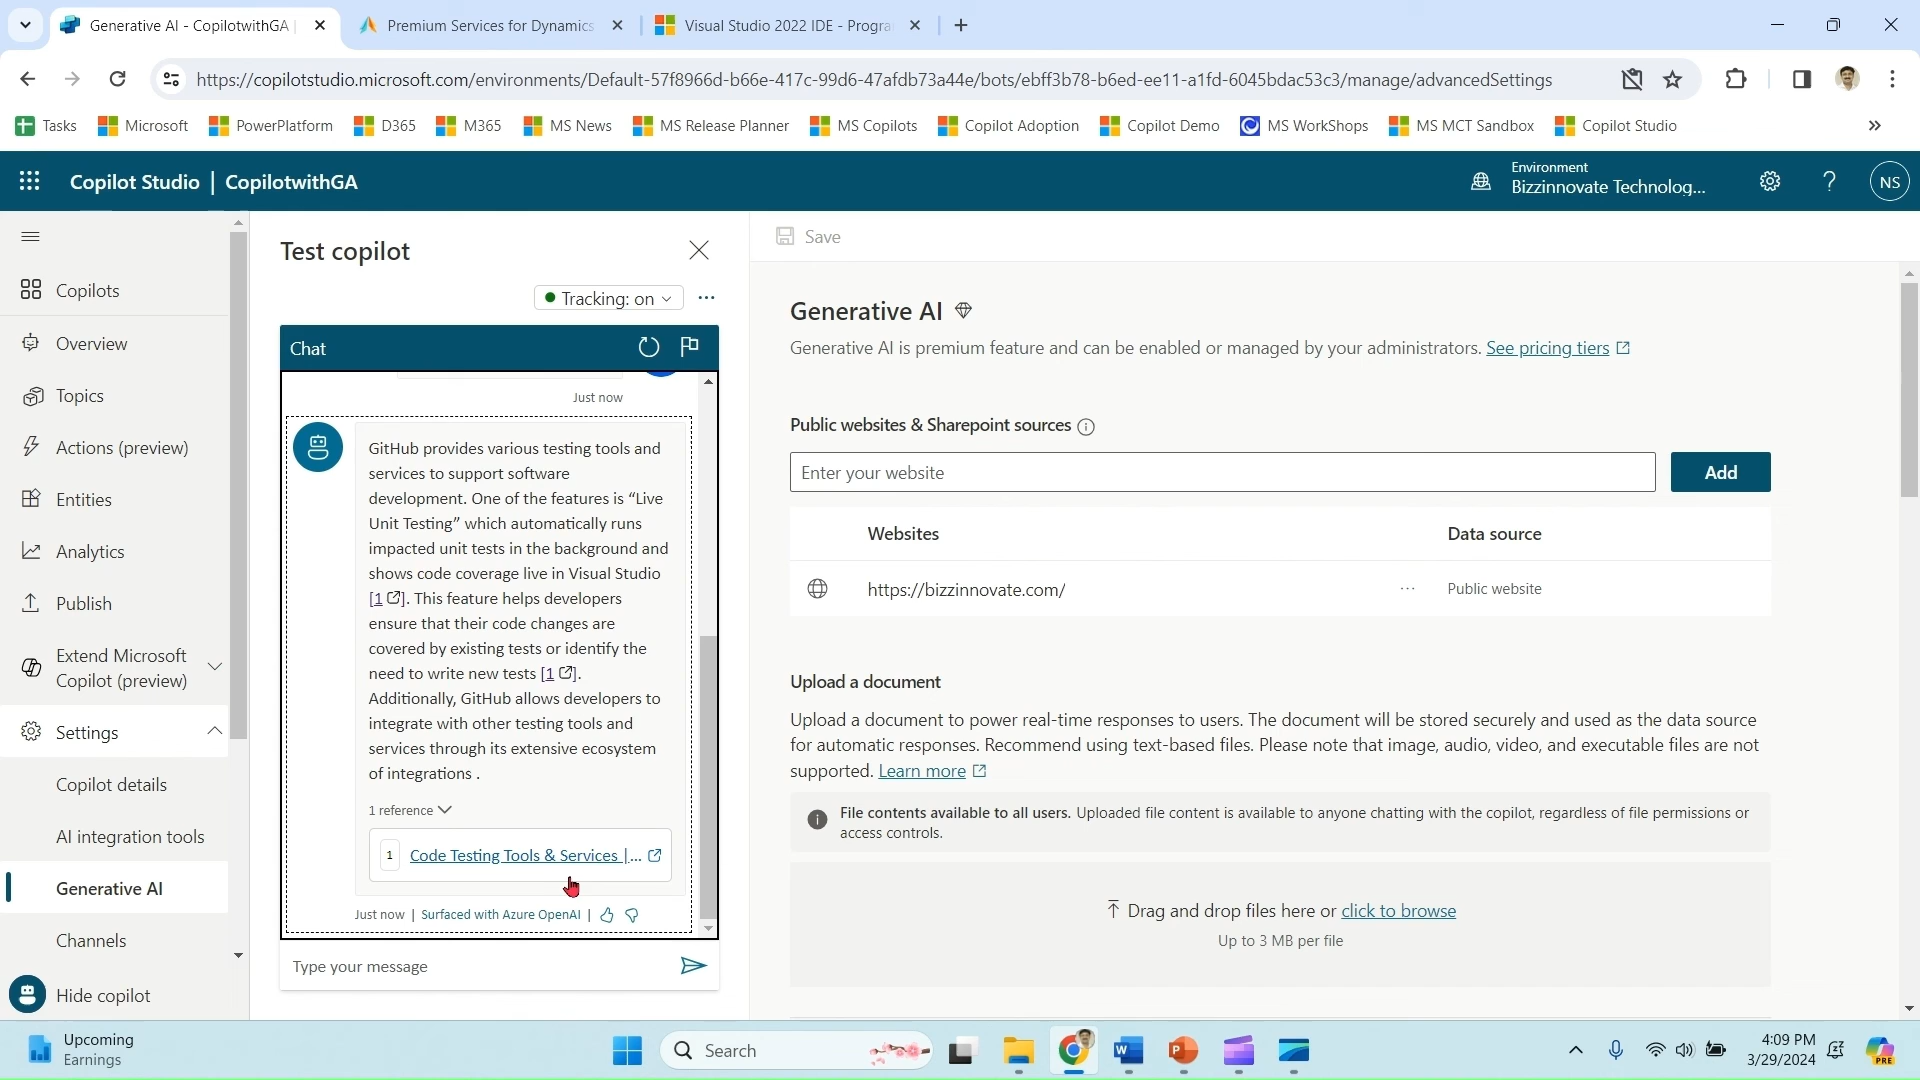 Generative AI - CopilotwithGA |
Premium Services for Dynamics
Visual Studio 2022 IDE - Progra
https://copilotstudio.microsoft.com/environments/Default-57f8966d-b66e-417c-99d6-47afdb73a44e/bots/ebff3b78-b6ed-ee11-a1fd-6045bdac53c3/manage/advancedSettings
Tasks
Microsoft
PowerPlatform
D365
M365
MS News
MS Release Planner
MS Copilots
Copilot Adoption
Copilot Demo
MS WorkShops
MS MCT Sandbox
Copilot Studio
Copilot Studio | CopilotwithGA
Environment
Bizzinnovate Technolog...
NS
Copilots
Overview
Topics
Actions (preview)
Entities
Analytics
Publish
Extend Microsoft
Copilot (preview)
Settings
Copilot details
AI integration tools
Generative AI
Channels
Hide copilot
Test copilot
Tracking: on
Chat
Just now
GitHub provides various testing tools and
services to support software
development. One of the features is “Live
Unit Testing” which automatically runs
impacted unit tests in the background and
shows code coverage live in Visual Studio
[1]. This feature helps developers
ensure that their code changes are
covered by existing tests or identify the
need to write new tests [1].
Additionally, GitHub allows developers to
integrate with other testing tools and
services through its extensive ecosystem
of integrations .
1 reference
1 Code Testing Tools & Services |...
Just now | Surfaced with Azure OpenAI |
Type your message
Save
Generative AI
Generative AI is premium feature and can be enabled or managed by your administrators. See pricing tiers
Public websites & Sharepoint sources
Enter your website
Add
Websites
Data source
https://bizzinnovate.com/
Public website
Upload a document
Upload a document to power real-time responses to users. The document will be stored securely and used as the data source
for automatic responses. Recommend using text-based files. Please note that image, audio, video, and executable files are not
supported. Learn more
File contents available to all users. Uploaded file content is available to anyone chatting with the copilot, regardless of file permissions or
access controls.
Drag and drop files here or click to browse
Up to 3 MB per file
Upcoming
Earnings
Search
4:09 PM
3/29/2024
PRE